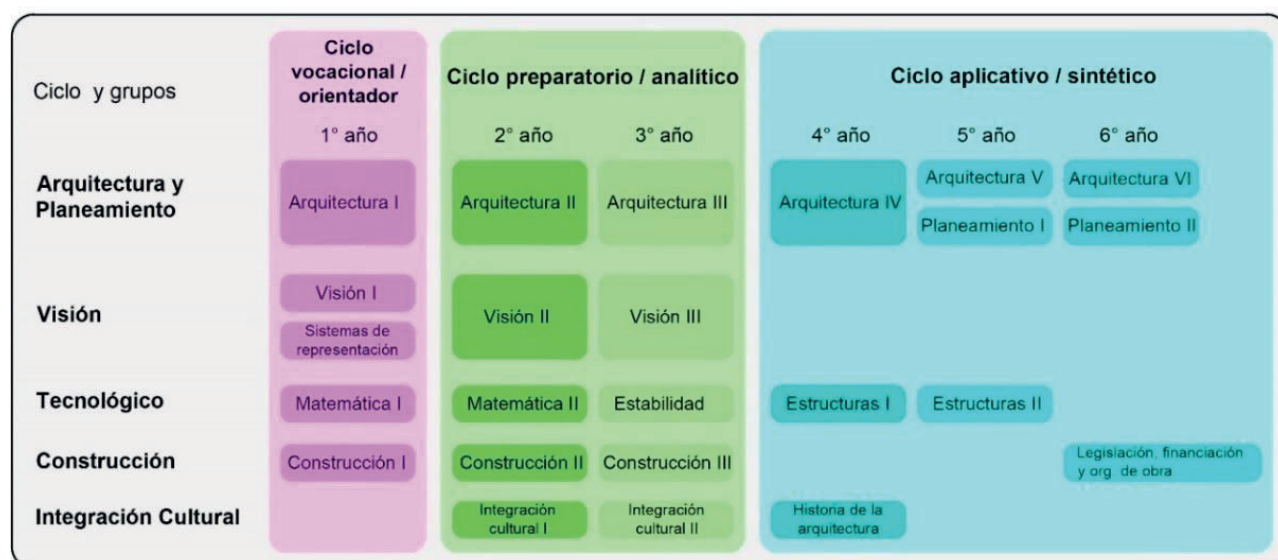 Ciclo y grupos
Ciclo
vocacional /
orientador
Ciclo preparatorio / analítico
Ciclo aplicativo / sintético
1° año
2° año
3° año
4° año
5° año
6° año
Arquitectura y
Planeamiento
Arquitectura I
Arquitectura II
Arquitectura III
Arquitectura IV
Arquitectura V
Arquitectura VI
Planeamiento I
Planeamiento II
Visión
Visión I
Sistemas de
representación
Visión II
Visión III
Tecnológico
Matemática I
Matemática II
Estabilidad
Estructuras I
Estructuras II
Construcción
Construcción I
Construcción II
Construcción III
Legislación, financiación
y org. de obra
Integración Cultural
Integración
cultural I
Integración
cultural II
Historia de la
arquitectura